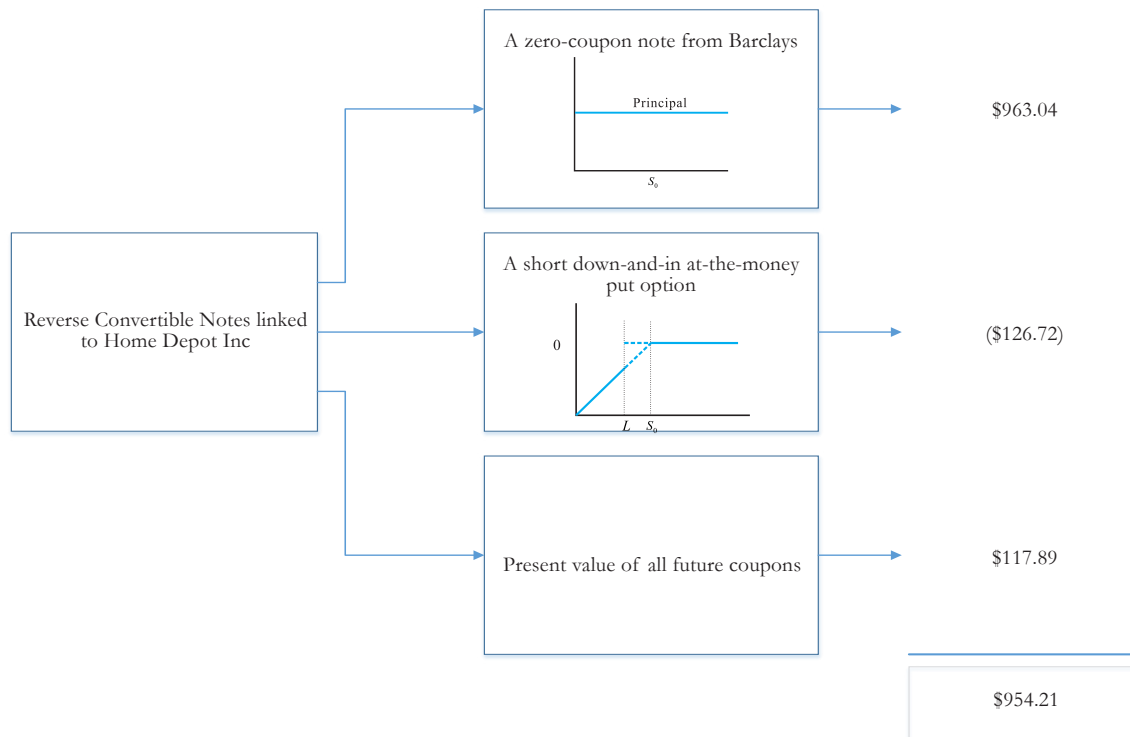 A zero-coupon note from Barclays
Principal
S₀
$963.04
Reverse Convertible Notes linked
to Home Depot Inc
A short down-and-in at-the-money
put option
0
L S₀
($126.72)
Present value of all future coupons
$117.89
$954.21